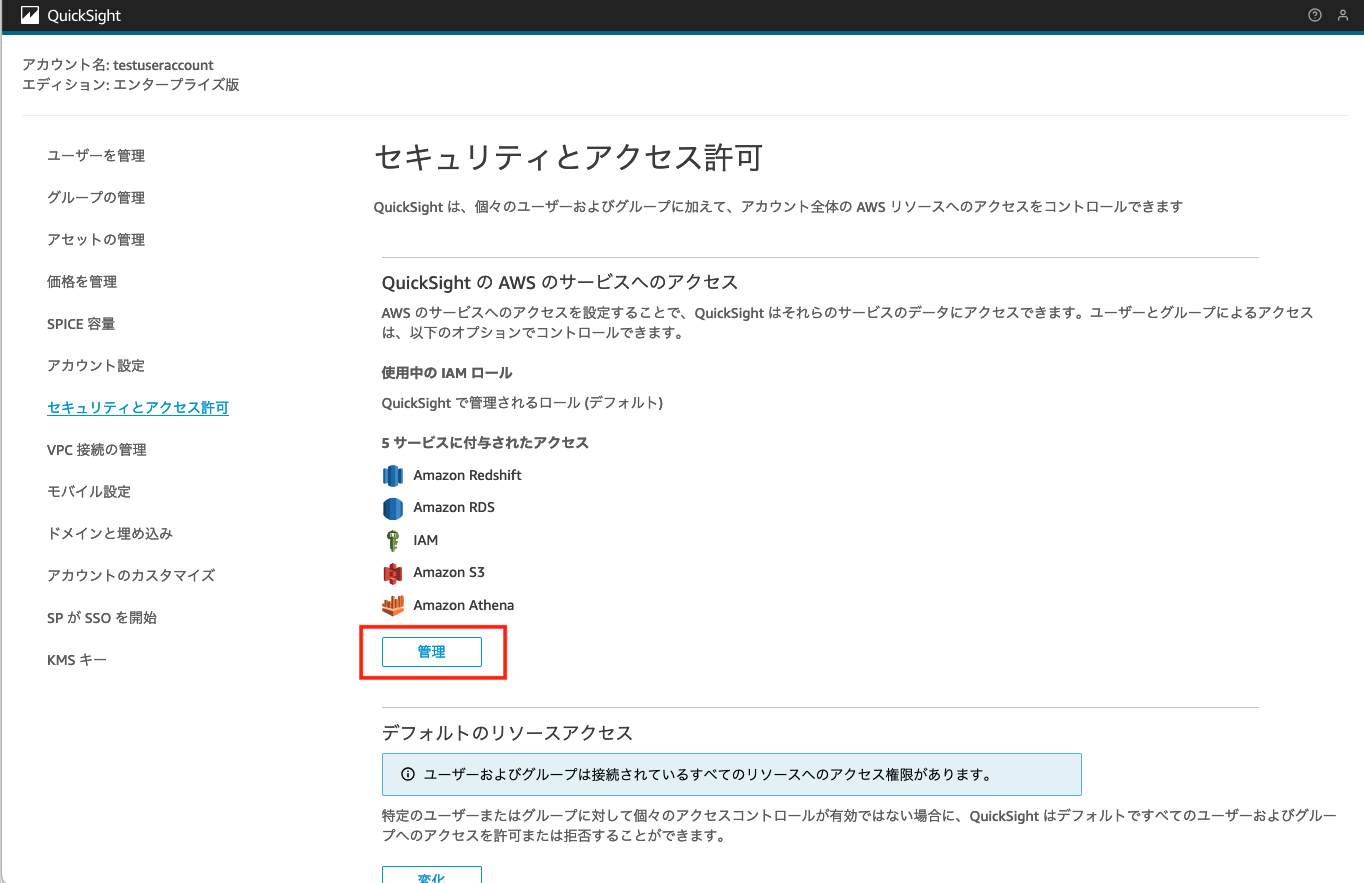 QuickSight
アカウント名: testuseraccount
エディション: エンタープライズ版
ユーザーを管理
グループの管理
アセットの管理
価格を管理
SPICE 容量
アカウント設定
セキュリティとアクセス許可
VPC 接続の管理
モバイル設定
ドメインと埋め込み
アカウントのカスタマイズ
SP が SSO を開始
KMS キー
セキュリティとアクセス許可
QuickSight は、個々のユーザーおよびグループに加えて、アカウント全体の AWS リソースへのアクセスをコントロールできます
QuickSight の AWS のサービスへのアクセス
AWS のサービスへのアクセスを設定することで、QuickSight はそれらのサービスのデータにアクセスできます。ユーザーとグループによるアクセス
は、以下のオプションでコントロールできます。
使用中の IAM ロール
QuickSight で管理されるロール (デフォルト)
5 サービスに付与されたアクセス
Amazon Redshift
Amazon RDS
IAM
Amazon S3
Amazon Athena
管理
デフォルトのリソースアクセス
ユーザーおよびグループは接続されているすべてのリソースへのアクセス権限があります。
特定のユーザーまたはグループに対して個々のアクセスコントロールが有効ではない場合に、QuickSight はデフォルトですべてのユーザーおよびグルー
プへのアクセスを許可または拒否することができます。
変化